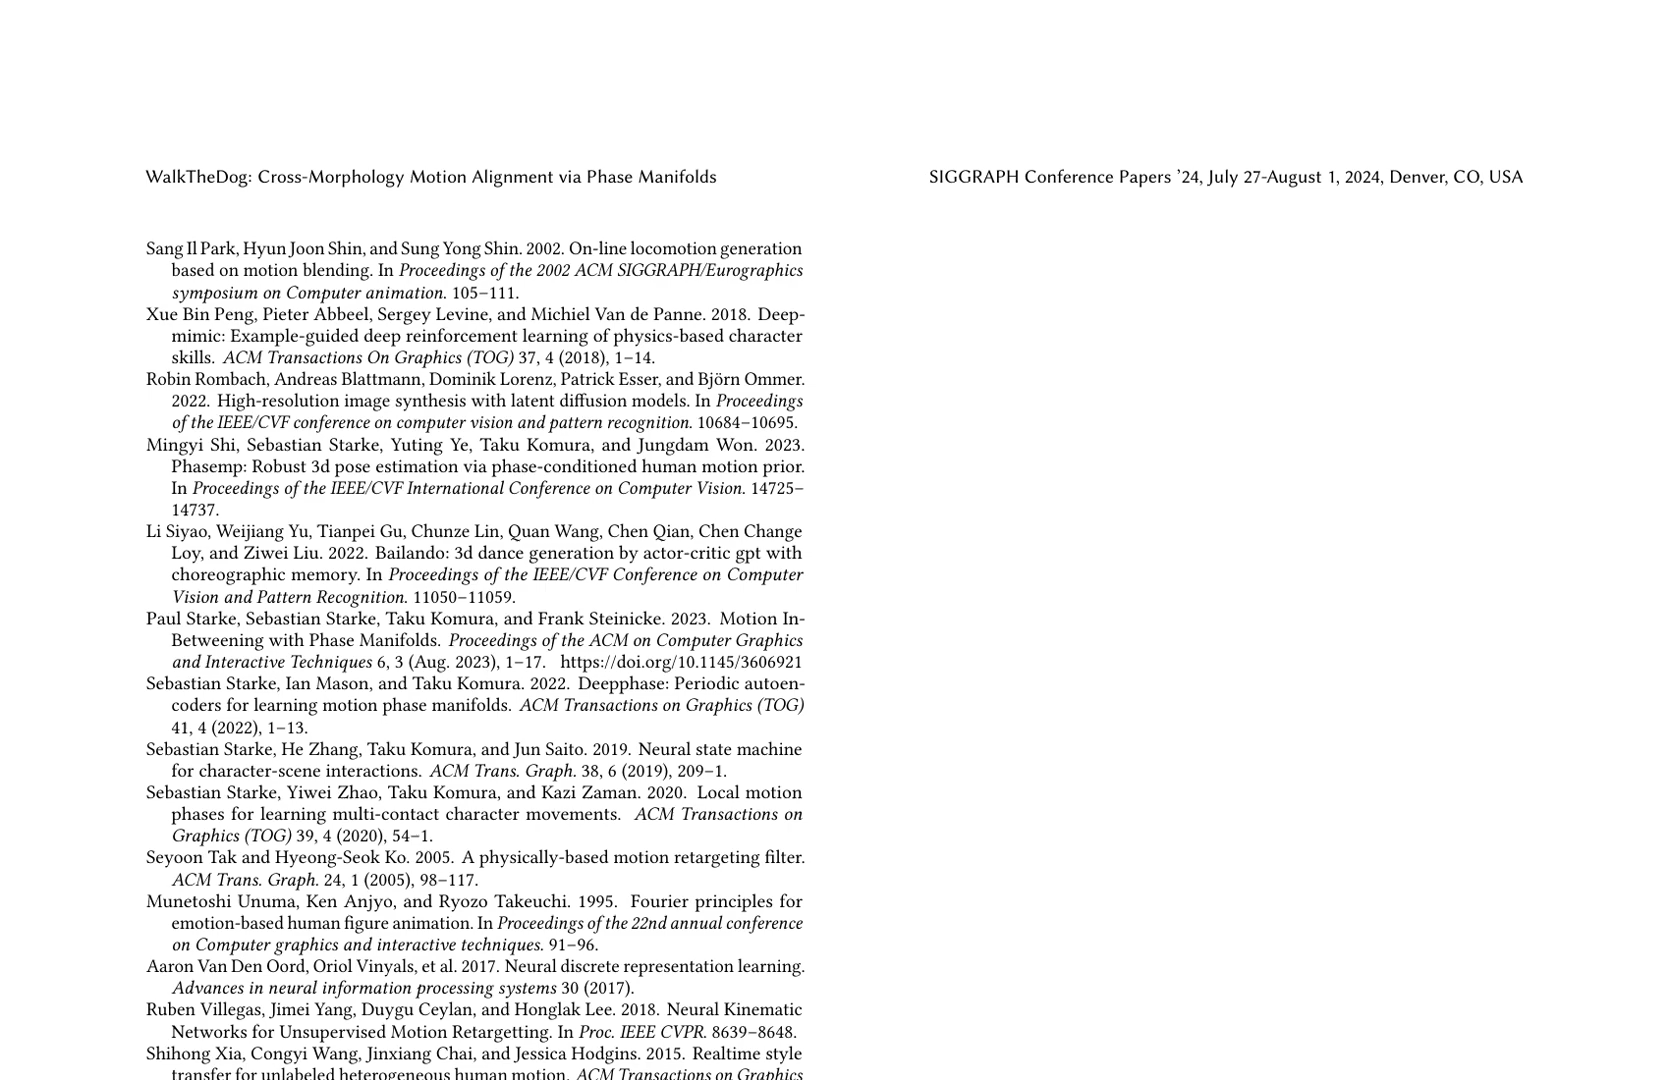 WalkTheDog: Cross-Morphology Motion Alignment via Phase Manifolds
SIGGRAPH Conference Papers ’24, July 27-August 1, 2024, Denver, CO, USA
Sang Il Park, Hyun Joon Shin, and Sung Yong Shin. 2002. On-line locomotion generation
based on motion blending. In Proceedings of the 2002 ACM SIGGRAPH/Eurographics
symposium on Computer animation. 105–111.
Xue Bin Peng, Pieter Abbeel, Sergey Levine, and Michiel Van de Panne. 2018. Deep-
mimic: Example-guided deep reinforcement learning of physics-based character
skills. ACM Transactions On Graphics (TOG) 37, 4 (2018), 1–14.
Robin Rombach, Andreas Blattmann, Dominik Lorenz, Patrick Esser, and Björn Ommer.
2022. High-resolution image synthesis with latent diffusion models. In Proceedings
of the IEEE/CVF conference on computer vision and pattern recognition. 10684–10695.
Mingyi Shi, Sebastian Starke, Yuting Ye, Taku Komura, and Jungdam Won. 2023.
Phasemp: Robust 3d pose estimation via phase-conditioned human motion prior.
In Proceedings of the IEEE/CVF International Conference on Computer Vision. 14725–
14737.
Li Siyao, Weijiang Yu, Tianpei Gu, Chunze Lin, Quan Wang, Chen Qian, Chen Change
Loy, and Ziwei Liu. 2022. Bailando: 3d dance generation by actor-critic gpt with
choreographic memory. In Proceedings of the IEEE/CVF Conference on Computer
Vision and Pattern Recognition. 11050–11059.
Paul Starke, Sebastian Starke, Taku Komura, and Frank Steinicke. 2023. Motion In-
Betweening with Phase Manifolds. Proceedings of the ACM on Computer Graphics
and Interactive Techniques 6, 3 (Aug. 2023), 1–17. https://doi.org/10.1145/3606921
Sebastian Starke, Ian Mason, and Taku Komura. 2022. Deepphase: Periodic autoen-
coders for learning motion phase manifolds. ACM Transactions on Graphics (TOG)
41, 4 (2022), 1–13.
Sebastian Starke, He Zhang, Taku Komura, and Jun Saito. 2019. Neural state machine
for character-scene interactions. ACM Trans. Graph. 38, 6 (2019), 209–1.
Sebastian Starke, Yiwei Zhao, Taku Komura, and Kazi Zaman. 2020. Local motion
phases for learning multi-contact character movements. ACM Transactions on
Graphics (TOG) 39, 4 (2020), 54–1.
Seyoon Tak and Hyeong-Seok Ko. 2005. A physically-based motion retargeting filter.
ACM Trans. Graph. 24, 1 (2005), 98–117.
Munetoshi Unuma, Ken Anjyo, and Ryozo Takeuchi. 1995. Fourier principles for
emotion-based human figure animation. In Proceedings of the 22nd annual conference
on Computer graphics and interactive techniques. 91–96.
Aaron Van Den Oord, Oriol Vinyals, et al. 2017. Neural discrete representation learning.
Advances in neural information processing systems 30 (2017).
Ruben Villegas, Jimei Yang, Duygu Ceylan, and Honglak Lee. 2018. Neural Kinematic
Networks for Unsupervised Motion Retargetting. In Proc. IEEE CVPR. 8639–8648.
Shihong Xia, Congyi Wang, Jinxiang Chai, and Jessica Hodgins. 2015. Realtime style
transfer for unlabeled heterogeneous human motion. ACM Transactions on Graphics